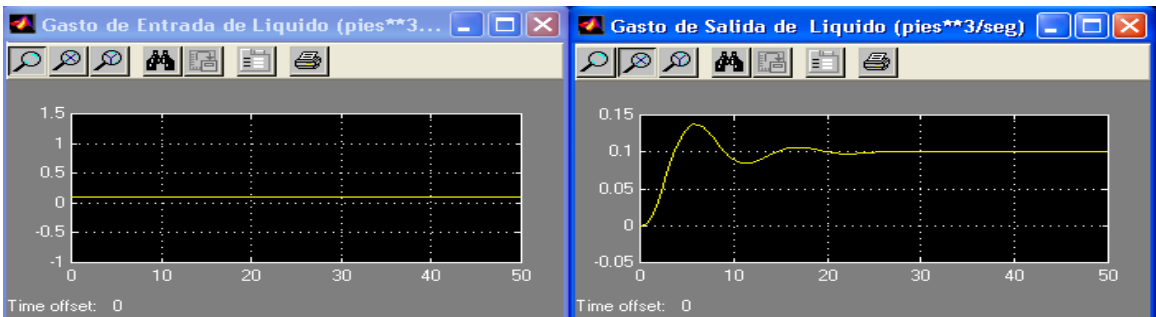 Gasto de Entrada de Liquido (pies**3...
1.5
1
0.5
0
-0.5
-1
0 10 20 30 40 50
Time offset: 0
Gasto de Salida de Liquido (pies**3/seg)
0.15
0.1
0.05
0
-0.05
0 10 20 30 40 50
Time offset: 0